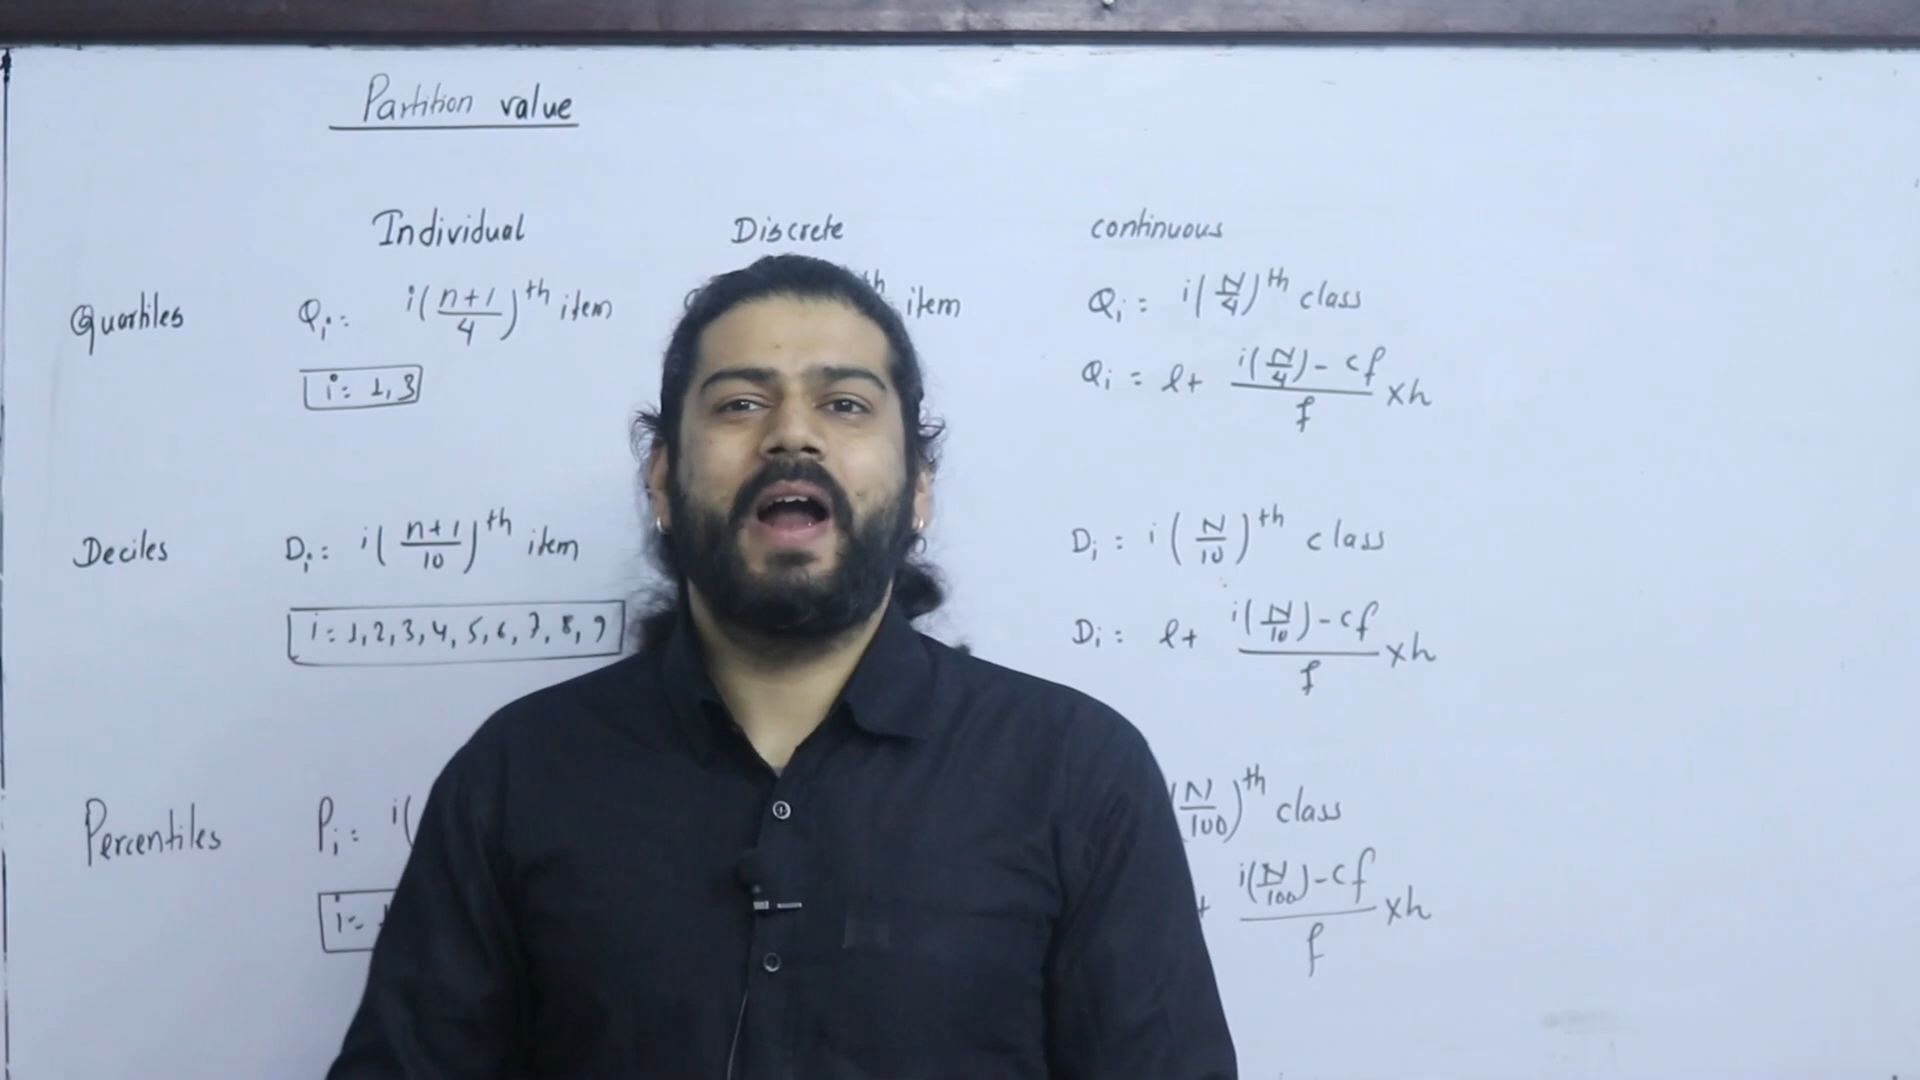 Partition value
Individual Discrete continuous
Quartiles Qi = i(n+1/4)th item th item Qi = i(N/4)th class
i = 1, 3 Qi = l + i(N/4) - cf / f × h
Deciles Di = i(n+1/10)th item Di = i(N/10)th class
i = 1, 2, 3, 4, 5, 6, 7, 8, 9 Di = l + i(N/10) - cf / f × h
Percentiles Pi = i( (N/100)th class
i = + i(N/100) - cf / f × h